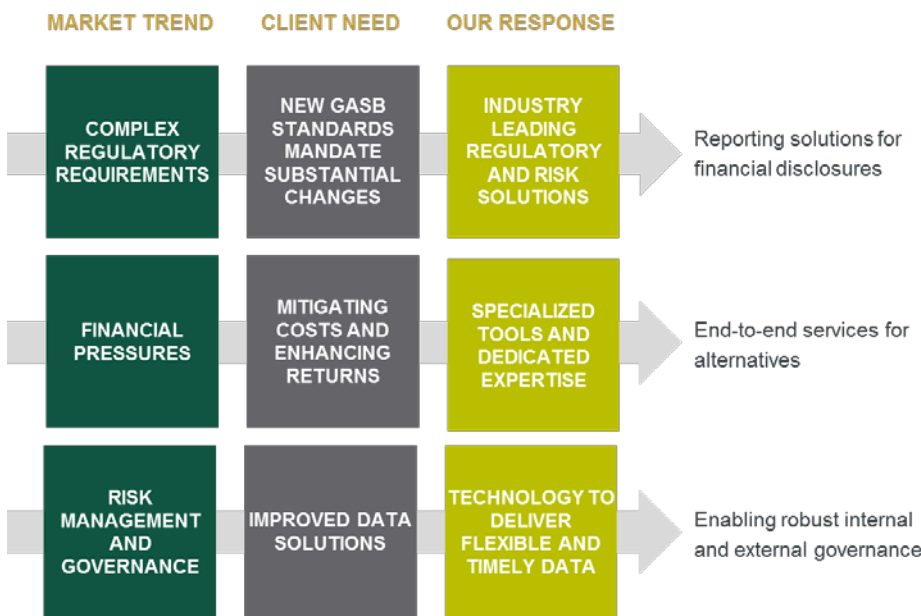 MARKET TREND
CLIENT NEED
OUR RESPONSE
COMPLEX
REGULATORY
REQUIREMENTS
NEW GASB
STANDARDS
MANDATE
SUBSTANTIAL
CHANGES
INDUSTRY
LEADING
REGULATORY
AND RISK
SOLUTIONS
Reporting solutions for
financial disclosures
FINANCIAL
PRESSURES
MITIGATING
COSTS AND
ENHANCING
RETURNS
SPECIALIZED
TOOLS AND
DEDICATED
EXPERTISE
End-to-end services for
alternatives
RISK
MANAGEMENT
AND
GOVERNANCE
IMPROVED DATA
SOLUTIONS
TECHNOLOGY TO
DELIVER
FLEXIBLE AND
TIMELY DATA
Enabling robust internal
and external governance